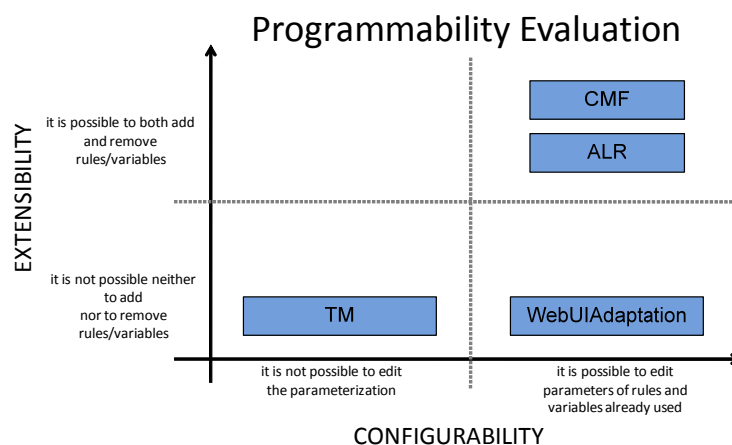 Programmability Evaluation
EXTENSIBILITY
it is possible to both add
and remove
rules/variables
CMF
ALR
it is not possible neither
to add
nor to remove
rules/variables
TM
WebUIAdaptation
it is not possible to edit
the parameterization
it is possible to edit
parameters of rules and
variables already used
CONFIGURABILITY